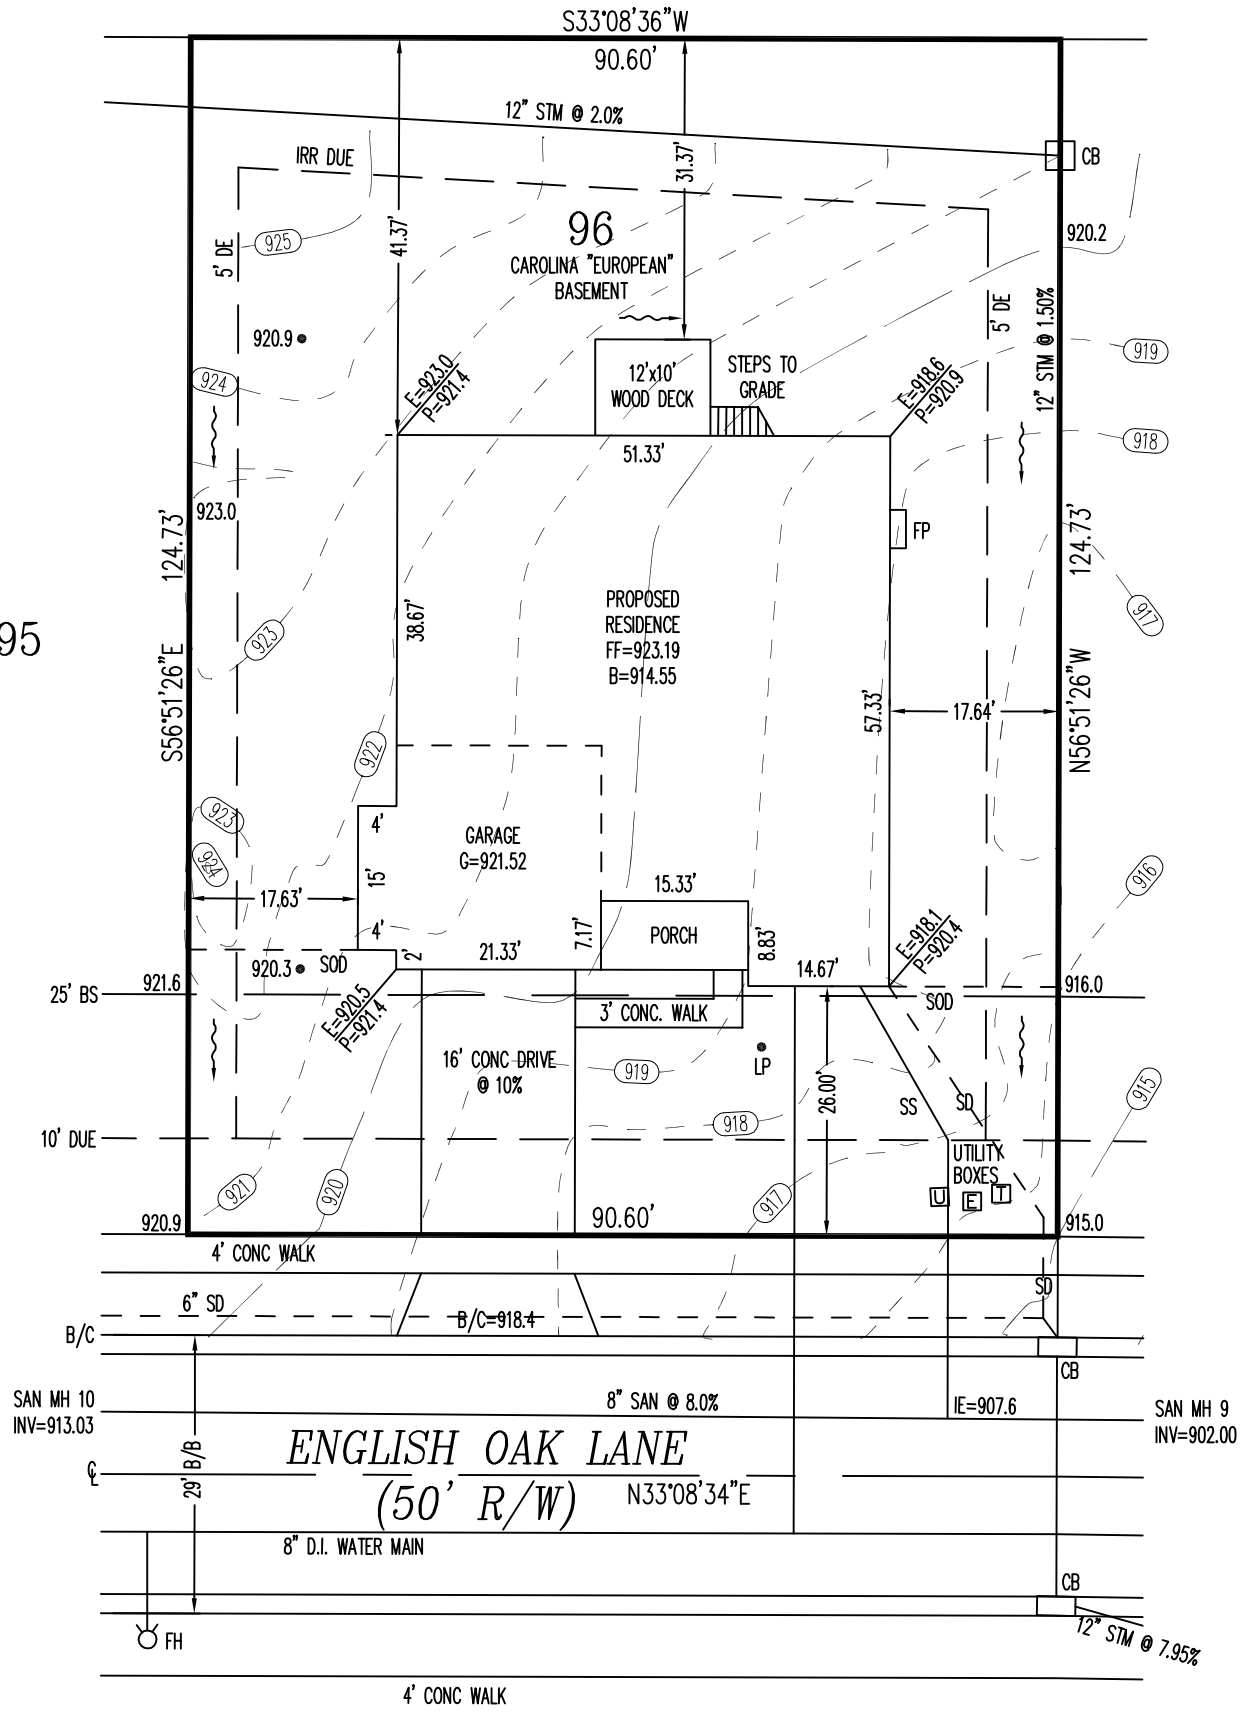 S33°08'36"W
90.60'
12" STM @ 2.0%
IRR DUE
CB
31.37'
41.37'
96
925
5' DE
920.2
CAROLINA "EUROPEAN"
BASEMENT
5' DE
12" STM @ 1.50%
920.9
919
924
E=923.0
P=921.4
12'x10'
WOOD DECK
STEPS TO
GRADE
E=918.6
P=920.9
918
51.33'
923.0
124.73'
FP
124.73'
917
95
923
38.67'
PROPOSED
RESIDENCE
FF=923.19
B=914.55
S56°51'26"E
57.33'
17.64'
N56°51'26"W
922
923
4'
GARAGE
G=921.52
924
15'
916
17.63'
15.33'
4'
2'
21.33'
7.17'
PORCH
8.83'
E=918.1
P=920.4
920.3
SOD
14.67'
921.6
25' BS
916.0
SOD
E=920.5
P=921.4
3' CONC. WALK
16' CONC DRIVE
@ 10%
919
LP
26.00'
SS
SD
915
918
10' DUE
UTILITY
BOXES
921
920
917
U
E
T
920.9
90.60'
915.0
4' CONC WALK
SD
6" SD
B/C=918.4
B/C
CB
SAN MH 10
INV=913.03
8" SAN @ 8.0%
IE=907.6
SAN MH 9
INV=902.00
29' B/B
ENGLISH OAK LANE
CL
(50' R/W)
N33°08'34"E
8" D.I. WATER MAIN
CB
FH
12" STM @ 7.95%
4' CONC WALK